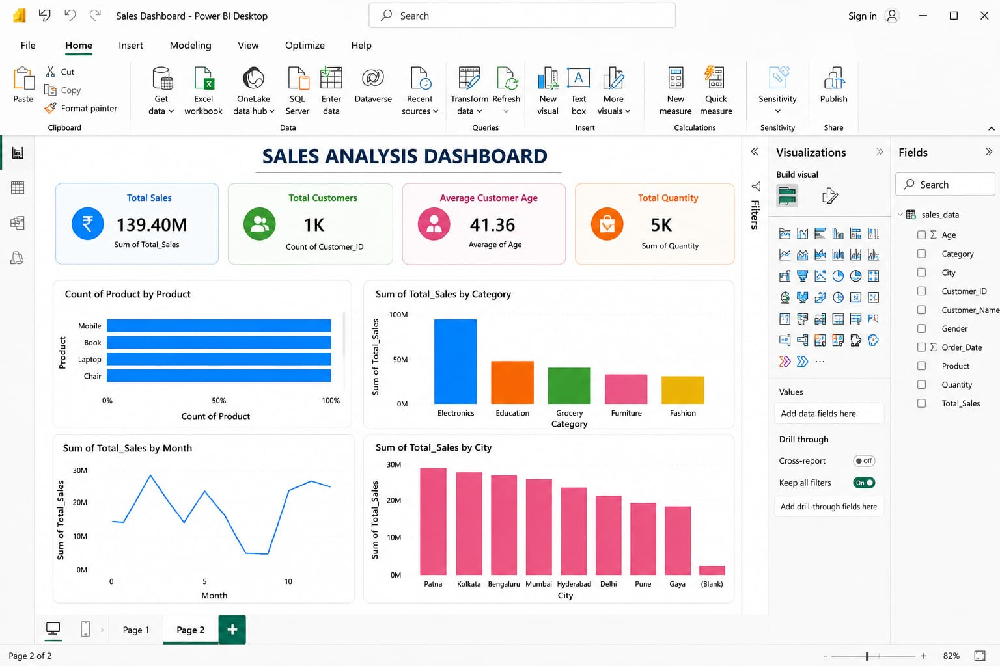 Sales Dashboard - Power BI Desktop
Search
Sign in
File Home Insert Modeling View Optimize Help
Paste
Cut
Copy
Format painter
Clipboard
Get data
Excel workbook
OneLake data hub
SQL Server
Enter data
Dataverse
Recent sources
Data
Transform data
Refresh
Queries
New visual
A
Text box
More visuals
Insert
New measure
Quick measure
Calculations
Sensitivity
Sensitivity
Publish
Share
SALES ANALYSIS DASHBOARD
Total Sales
₹
139.40M
Sum of Total_Sales
Total Customers
1K
Count of Customer_ID
Average Customer Age
41.36
Average of Age
Total Quantity
5K
Sum of Quantity
Count of Product by Product
Product
Mobile
Book
Laptop
Chair
0% 50% 100%
Count of Product
Sum of Total_Sales by Category
Sum of Total_Sales
100M
50M
0M
Electronics Education Grocery Furniture Fashion
Category
Sum of Total_Sales by Month
Sum of Total_Sales
30M
20M
10M
0M
0 5 10
Month
Sum of Total_Sales by City
Sum of Total_Sales
30M
20M
10M
0M
Patna Kolkata Bengaluru Mumbai Hyderabad Delhi Pune Gaya (Blank)
City
Filters
Visualizations
Build visual
Values
Add data fields here
Drill through
Cross-report Off
Keep all filters On
Add drill-through fields here
Fields
Search
sales_data
Σ Age
Category
City
Customer_ID
Customer_Name
Gender
Σ Order_Date
Product
Quantity
Total_Sales
Page 1 Page 2 +
Page 2 of 2
- + 82%